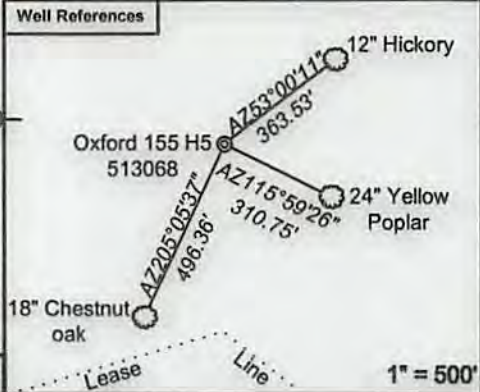 Well References
12" Hickory
AZ53°00'11"
363.53'
Oxford 155 H5
513068
AZ115°59'26"
310.75'
24" Yellow
Poplar
AZ205°05'37"
496.36'
18" Chestnut
oak
Lease Line
1" = 500'